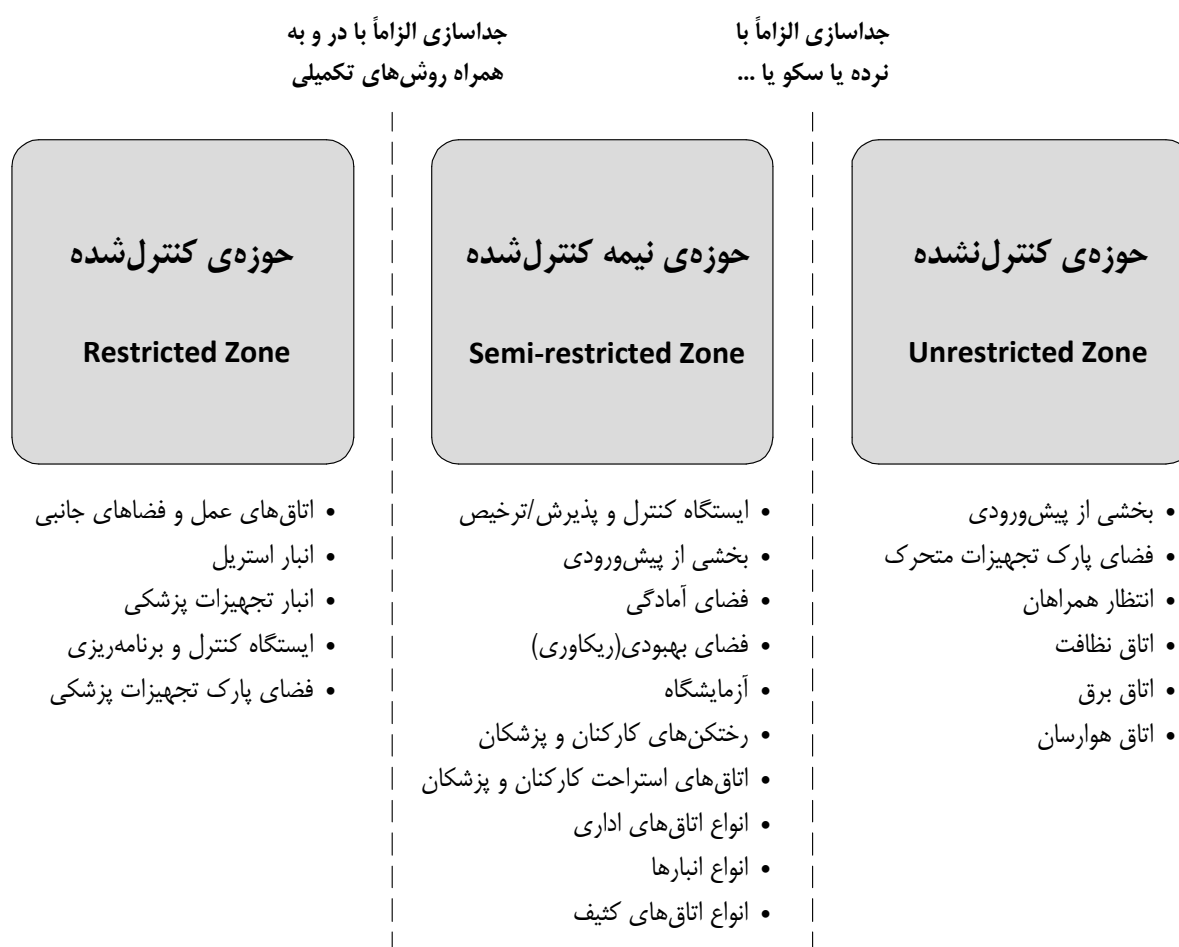 جداسازی الزاماً با
نرده یا سکو یا ...
جداسازی الزاماً با در و به
همراه روش‌های تکمیلی
حوزه‌ی کنترل‌نشده
Unrestricted Zone
• بخشی از پیش‌ورودی
• فضای پارک تجهیزات متحرک
• انتظار همراهان
• اتاق نظافت
• اتاق برق
• اتاق هوارسان
حوزه‌ی نیمه کنترل‌شده
Semi-restricted Zone
• ایستگاه کنترل و پذیرش/ترخیص
• بخشی از پیش‌ورودی
• فضای آمادگی
• فضای بهبودی(ریکاوری)
• آزمایشگاه
• رختکن‌های کارکنان و پزشکان
• اتاق‌های استراحت کارکنان و پزشکان
• انواع اتاق‌های اداری
• انواع انبارها
• انواع اتاق‌های کثیف
حوزه‌ی کنترل‌شده
Restricted Zone
• اتاق‌های عمل و فضاهای جانبی
• انبار استریل
• انبار تجهیزات پزشکی
• ایستگاه کنترل و برنامه‌ریزی
• فضای پارک تجهیزات پزشکی